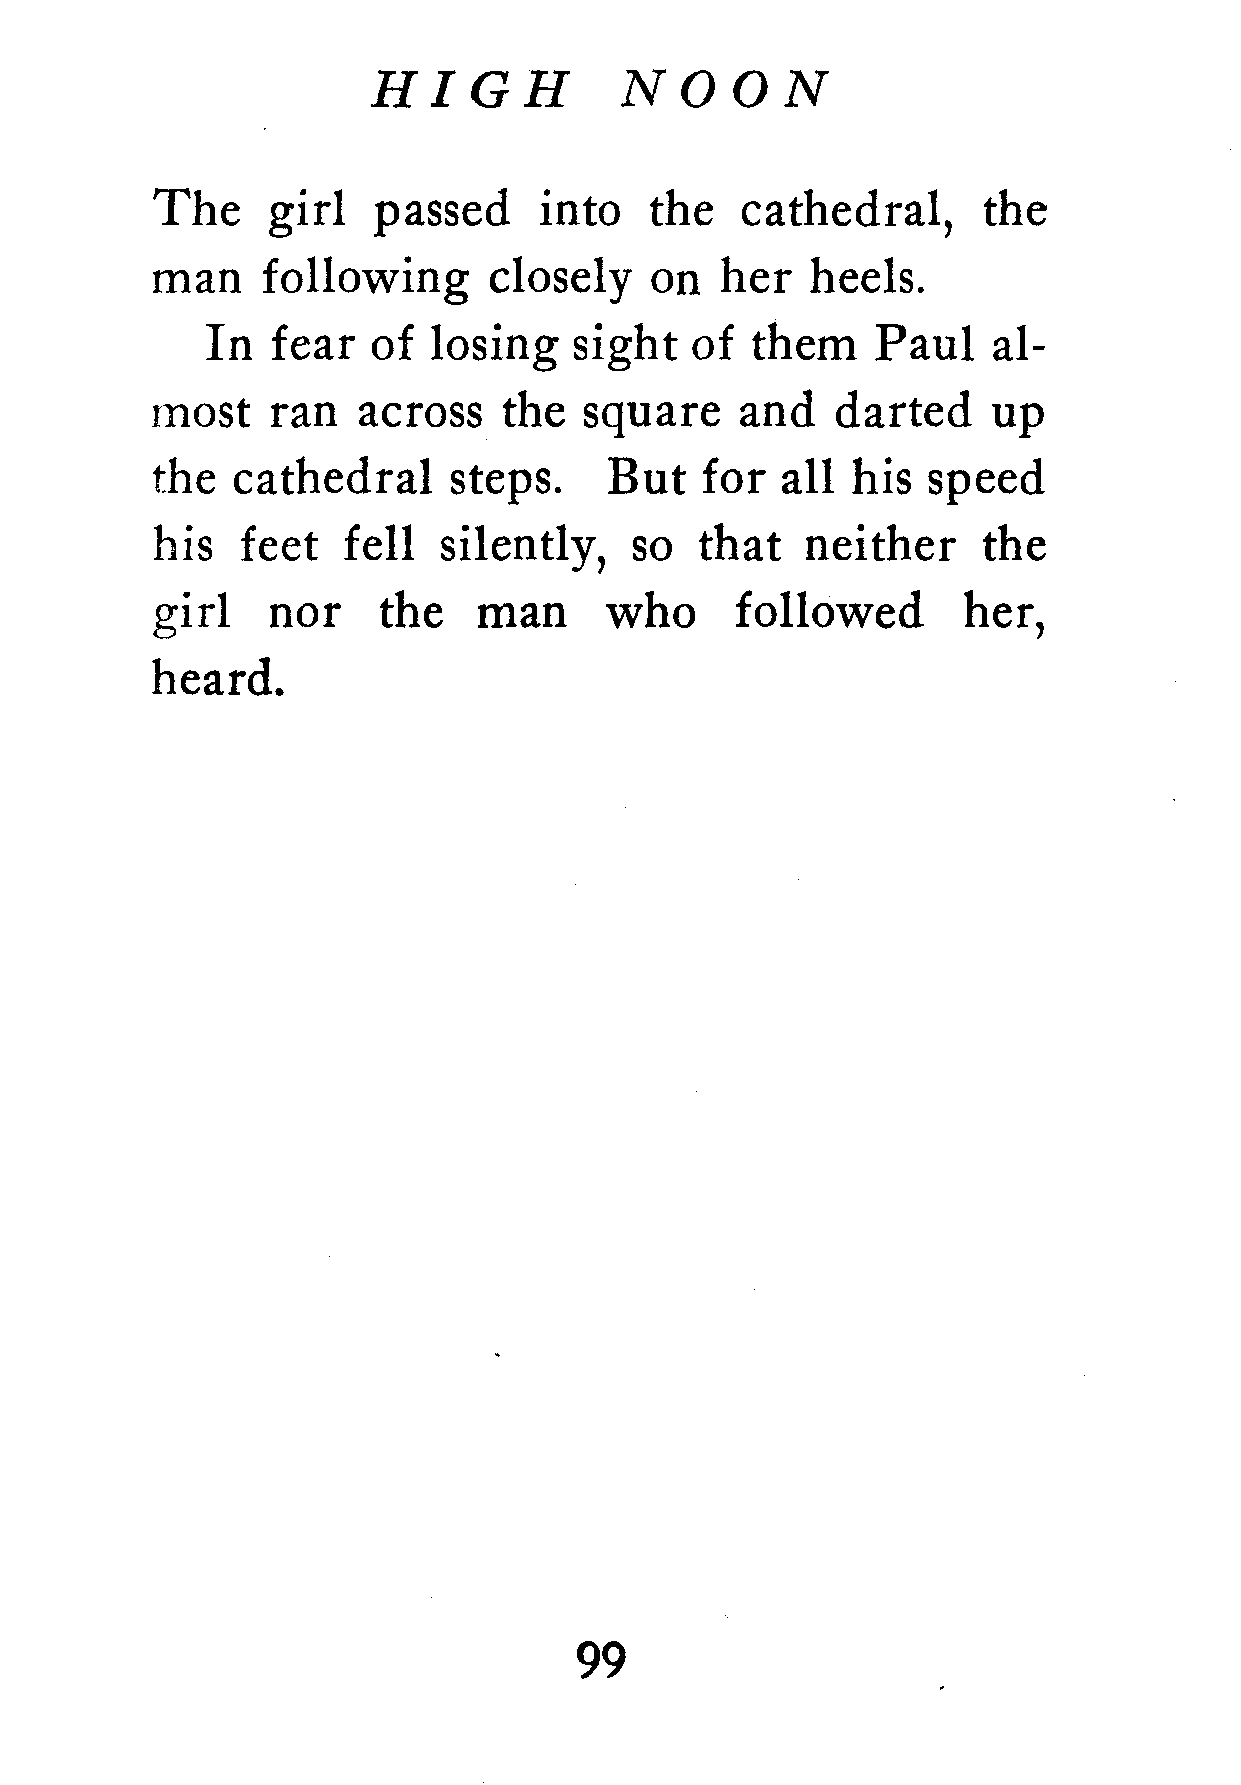 HIGH NOON
The girl passed into the cathedral, the
man following closely on her heels.
In fear of losing sight of them Paul al-
most ran across the square and darted up
the cathedral steps. But for all his speed
his feet fell silently, so that neither the
girl nor the man who followed her,
heard.
99